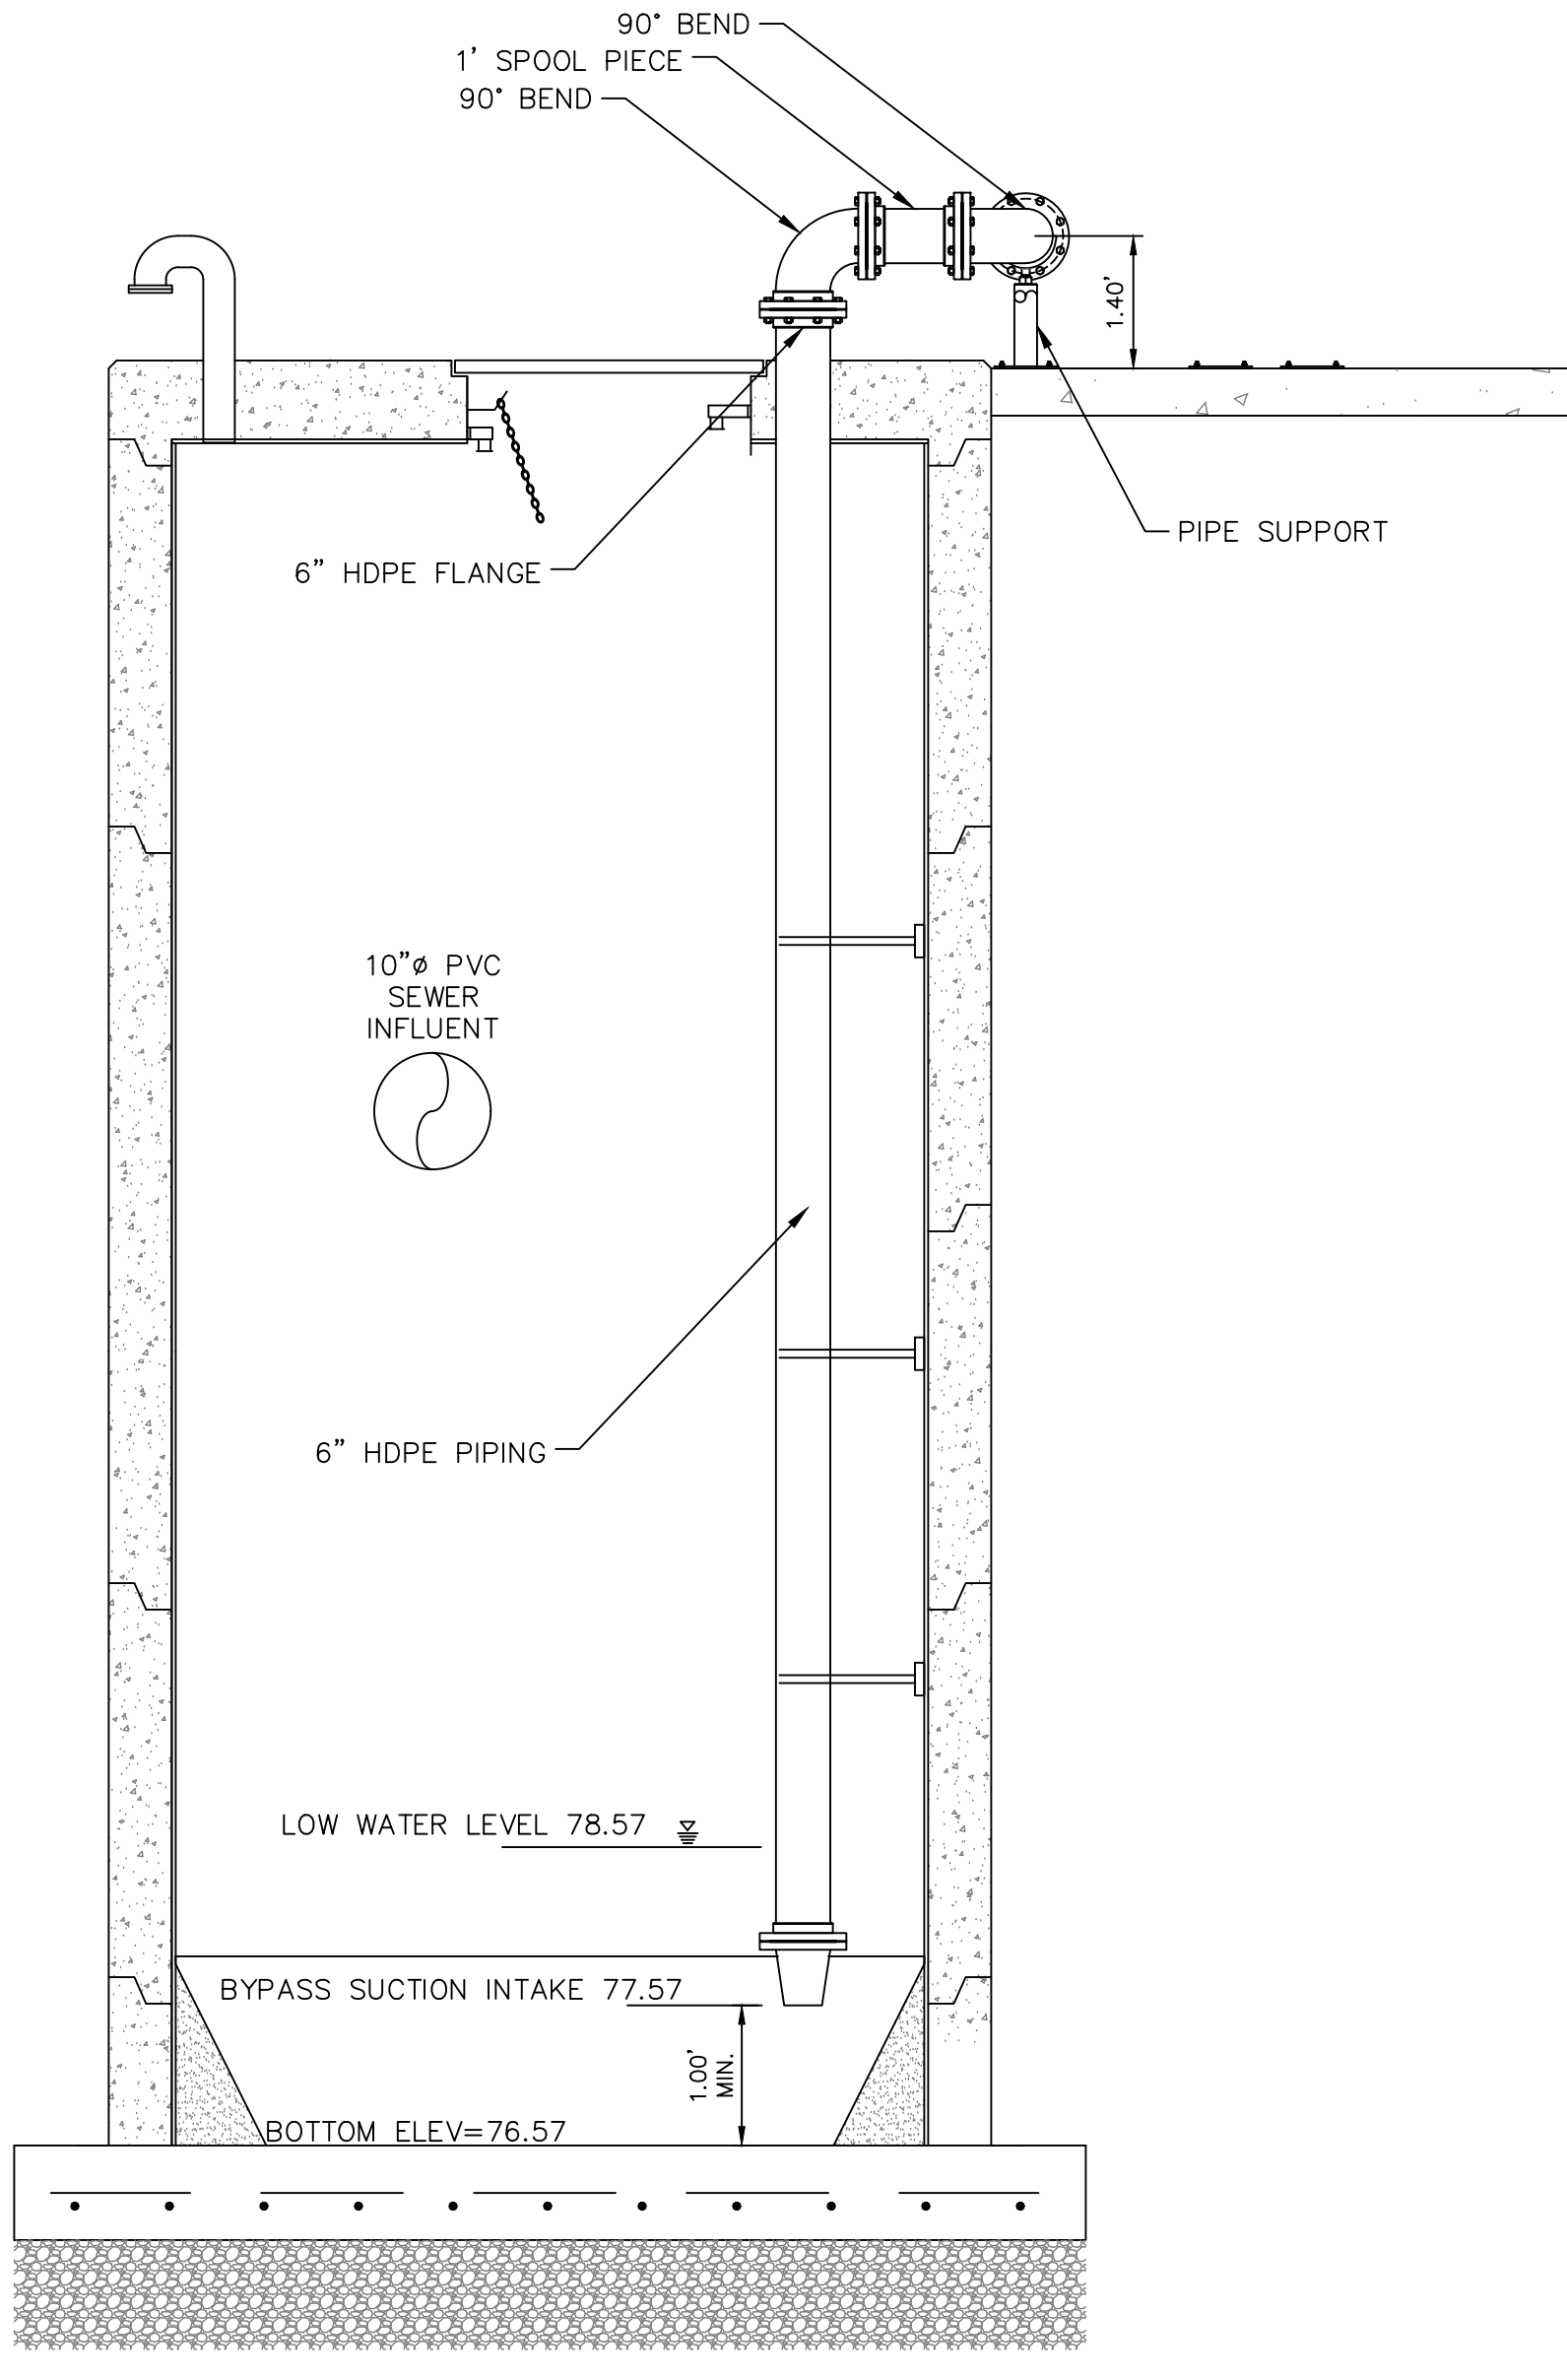 90° BEND
1' SPOOL PIECE
90° BEND
1.40'
PIPE SUPPORT
6" HDPE FLANGE
10"ø PVC
SEWER
INFLUENT
6" HDPE PIPING
LOW WATER LEVEL 78.57
BYPASS SUCTION INTAKE 77.57
1.00'
MIN.
BOTTOM ELEV=76.57